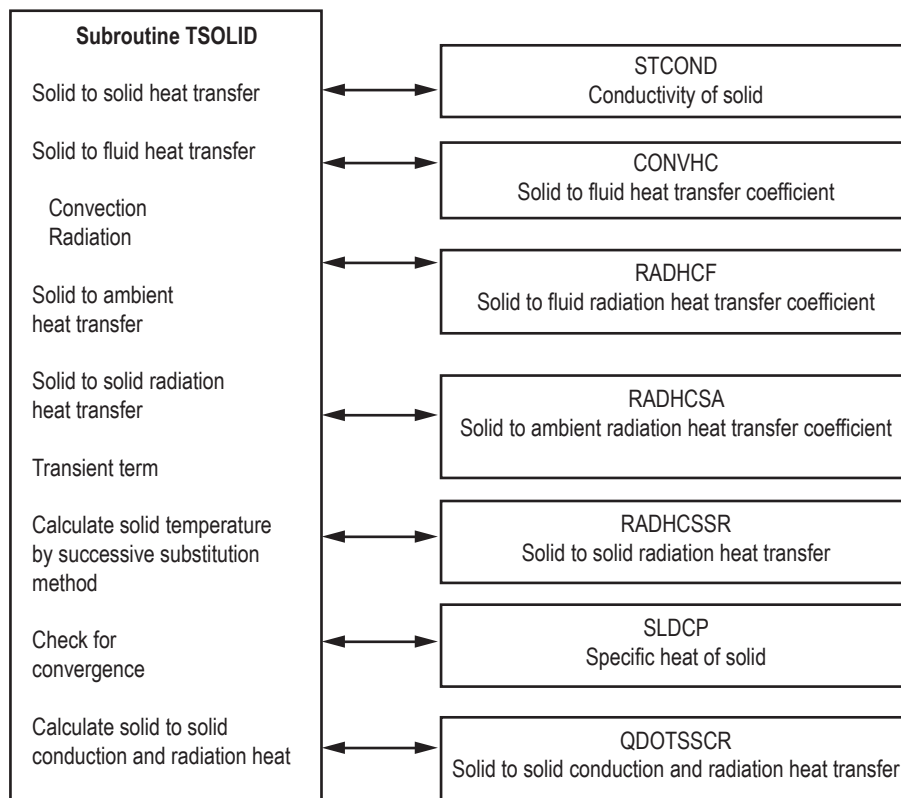 Subroutine TSOLID
Solid to solid heat transfer
Solid to fluid heat transfer
Convection
Radiation
Solid to ambient
heat transfer
Solid to solid radiation
heat transfer
Transient term
Calculate solid temperature
by successive substitution
method
Check for
convergence
Calculate solid to solid
conduction and radiation heat
STCOND
Conductivity of solid
CONVHC
Solid to fluid heat transfer coefficient
RADHCF
Solid to fluid radiation heat transfer coefficient
RADHCSA
Solid to ambient radiation heat transfer coefficient
RADHCSSR
Solid to solid radiation heat transfer
SLDCP
Specific heat of solid
QDOTSSCR
Solid to solid conduction and radiation heat transfer